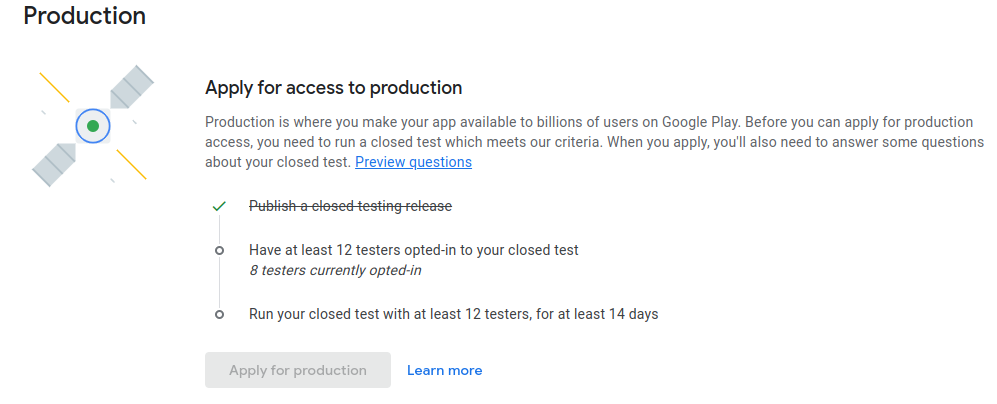 Production
Apply for access to production
Production is where you make your app available to billions of users on Google Play. Before you can apply for production
access, you need to run a closed test which meets our criteria. When you apply, you'll also need to answer some questions
about your closed test. Preview questions
Publish a closed testing release
Have at least 12 testers opted-in to your closed test
8 testers currently opted-in
Run your closed test with at least 12 testers, for at least 14 days
Apply for production
Learn more